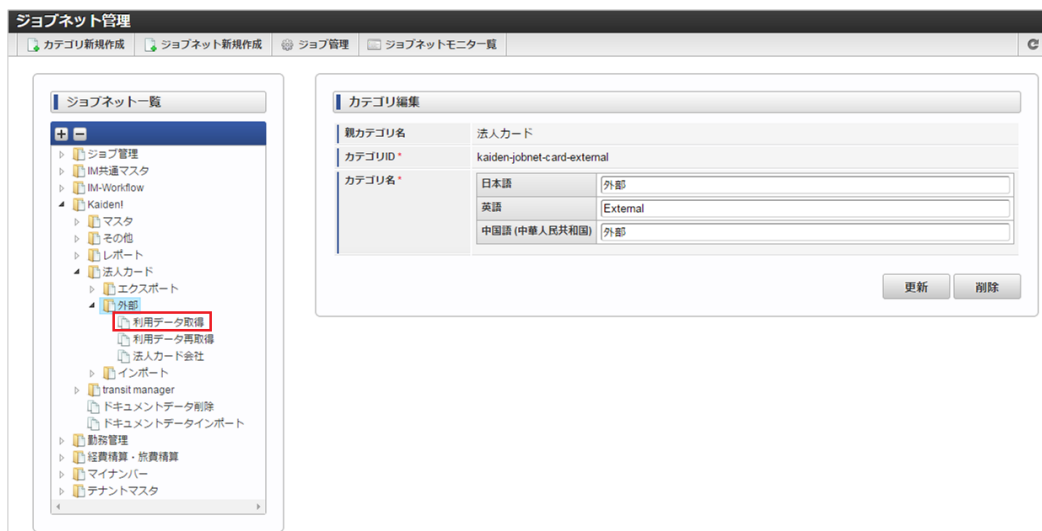 ジョブネット管理
カテゴリ新規作成 ジョブネット新規作成 ジョブ管理 ジョブネットモニター覧
ジョブネット一覧
ジョブ管理
IM共通マスタ
IM-Workflow
Kaiden!
マスタ
その他
レポート
法人カード
エクスポート
外部
利用データ取得
利用データ再取得
法人カード会社
インポート
transit manager
ドキュメントデータ削除
ドキュメントデータインポート
勤務管理
経費精算・旅費精算
マイナンバー
テナントマスタ
カテゴリ編集
親カテゴリ名 法人カード
カテゴリID * kaiden-jobnet-card-external
カテゴリ名 *
日本語 外部
英語 External
中国語 (中華人民共和国) 外部
更新 削除